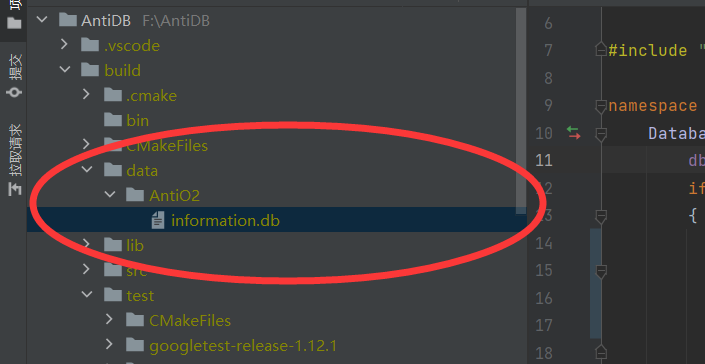 项
提交
拉取请求
AntiDB F:\AntiDB
.vscode
build
.cmake
bin
CMakeFiles
data
AntiO2
information.db
lib
src
test
CMakeFiles
googletest-release-1.12.1
6
7 #include "
8
9 namespace
10 Databa
11 db
12 if
13 {
14
15
16
17
18